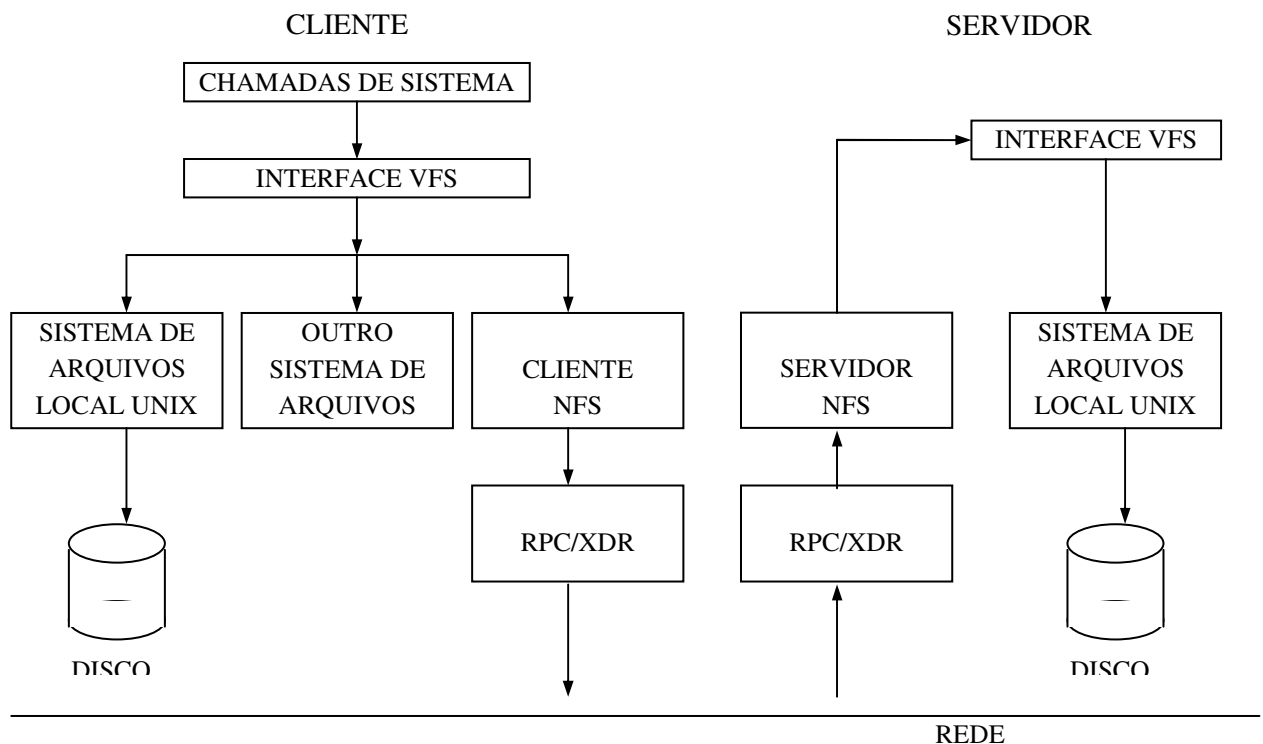 CLIENTE
SERVIDOR
CHAMADAS DE SISTEMA
INTERFACE VFS
INTERFACE VFS
SISTEMA DE
ARQUIVOS
LOCAL UNIX
OUTRO
SISTEMA DE
ARQUIVOS
CLIENTE
NFS
SERVIDOR
NFS
SISTEMA DE
ARQUIVOS
LOCAL UNIX
RPC/XDR
RPC/XDR
DISCO
DISCO
REDE